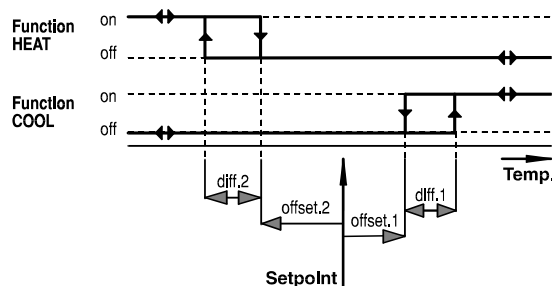 Function
HEAT
on
off
Function
COOL
on
off
Temp.
diff.2
diff.1
offset.2
offset.1
Setpoint